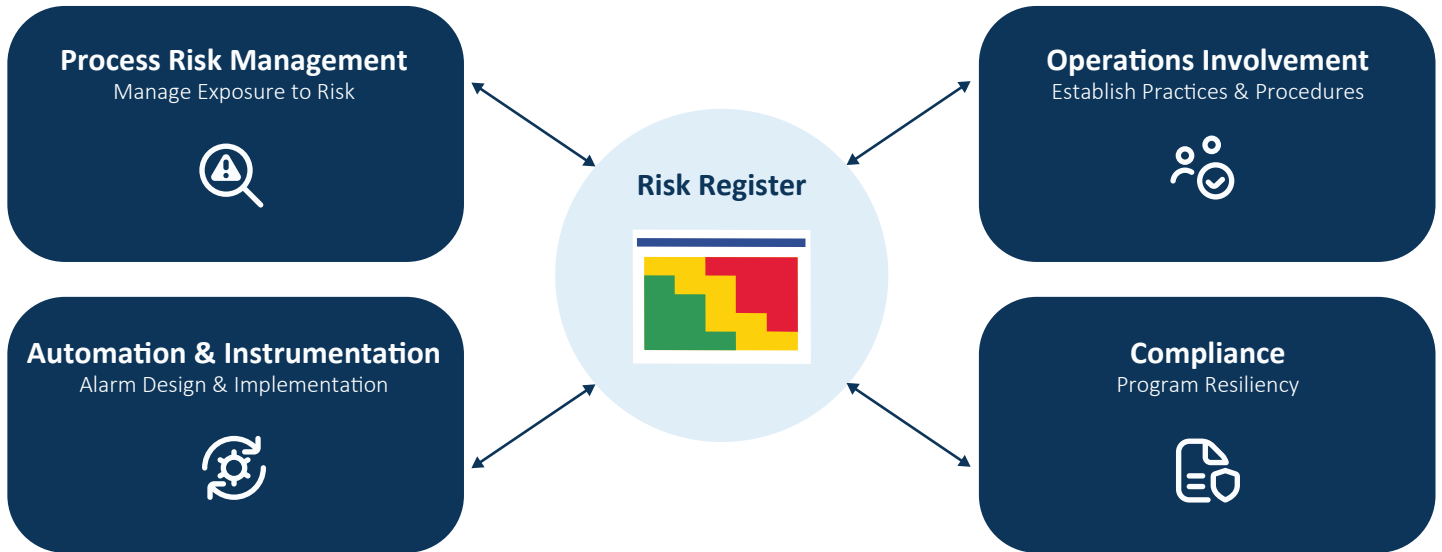 Process Risk Management
Manage Exposure to Risk
Operations Involvement
Establish Practices & Procedures
Risk Register
Automation & Instrumentation
Alarm Design & Implementation
Compliance
Program Resiliency